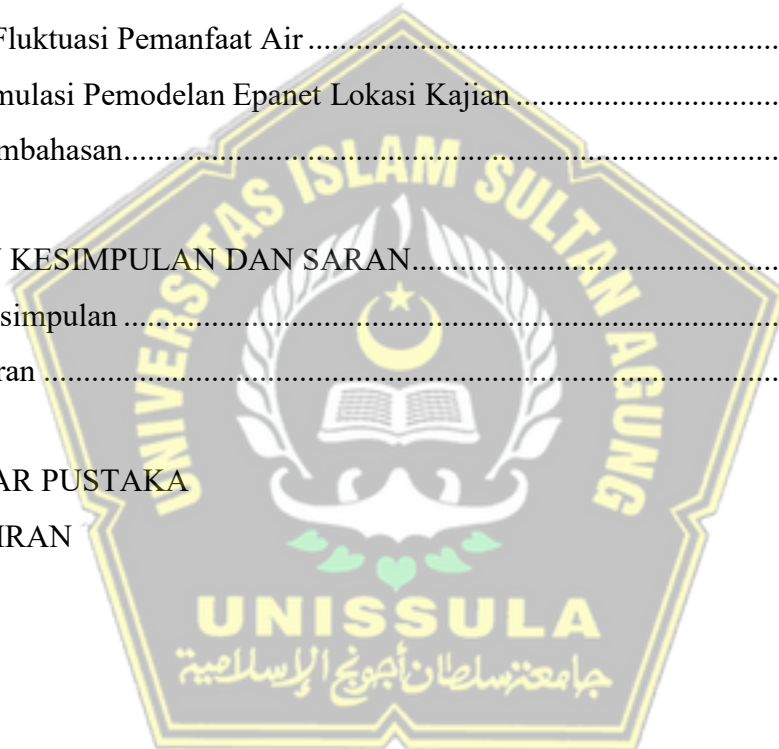 Fluktuasi Pemanfaat Air ............................................................
mulasi Pemodelan Epanet Lokasi Kajian ..................................
mbahasan....................................................................................
KESIMPULAN DAN SARAN...............................................
simpulan .....................................................................................
ran ................................................................................................
AR PUSTAKA
IRAN
UNIVERSITAS ISLAM SULTAN AGUNG
UNISSULA
جامعة سلطان أجونج الإسلامية